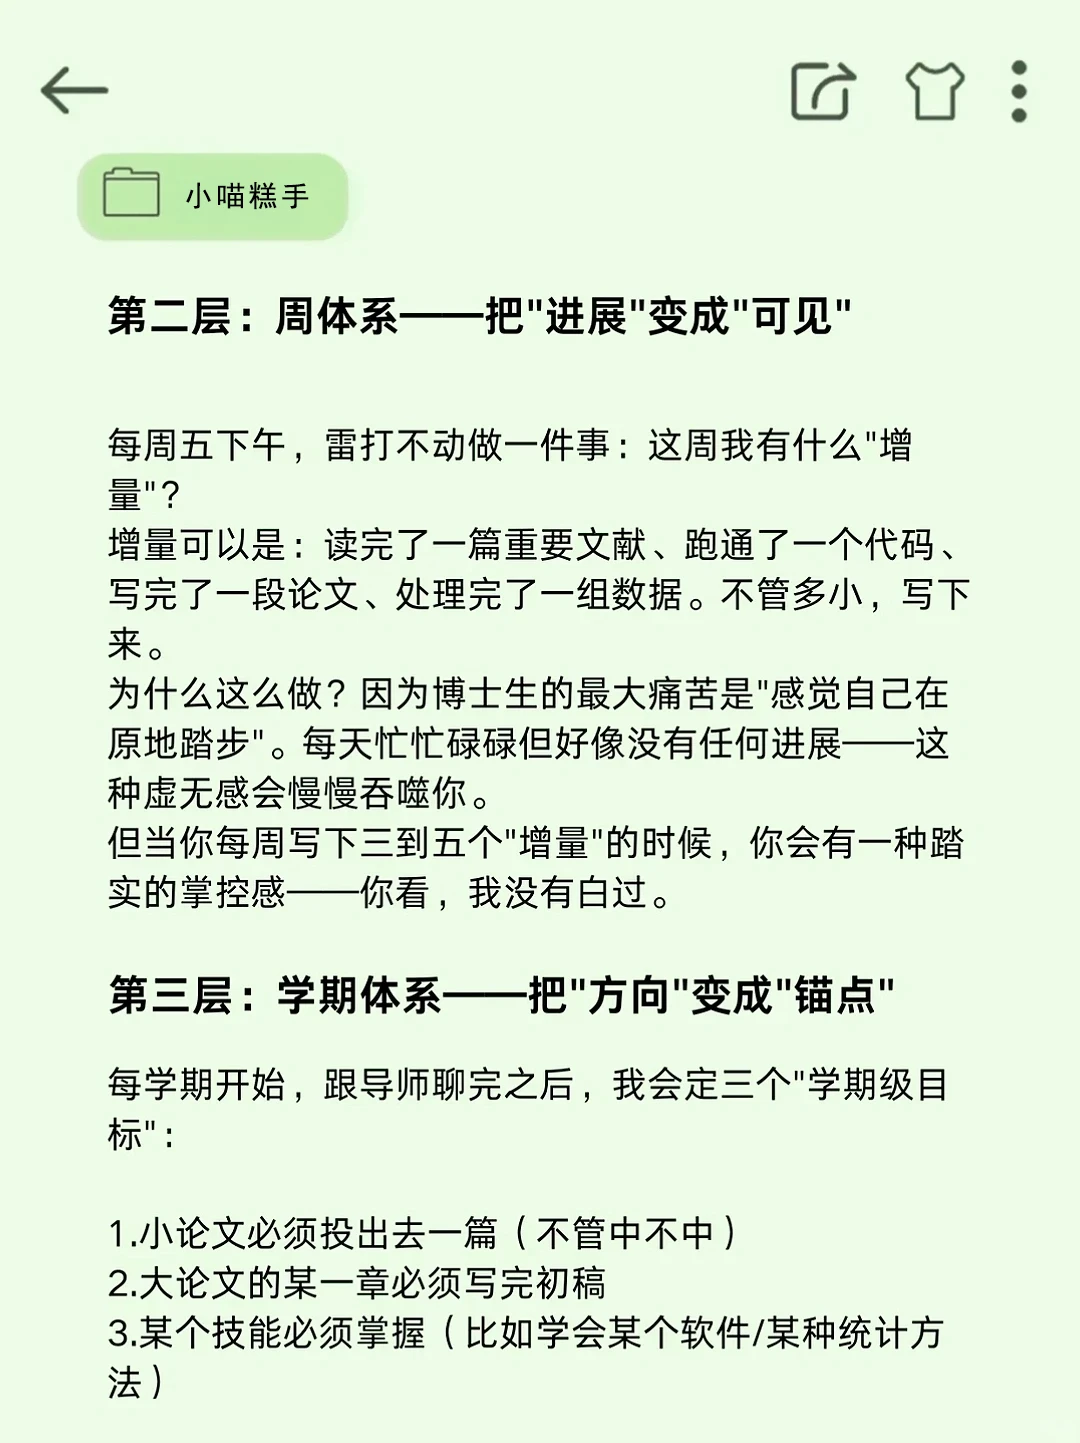 小喵糕手
第二层：周体系——把"进展"变成"可见"
每周五下午，雷打不动做一件事：这周我有什么"增
量"？
增量可以是：读完了一篇重要文献、跑通了一个代码、
写完了一段论文、处理完了一组数据。不管多小，写下
来。
为什么这么做？因为博士生的最大痛苦是"感觉自己在
原地踏步"。每天忙忙碌碌但好像没有任何进展——这
种虚无感会慢慢吞噬你。
但当你每周写下三到五个"增量"的时候，你会有一种踏
实的掌控感——你看，我没有白过。
第三层：学期体系——把"方向"变成"锚点"
每学期开始，跟导师聊完之后，我会定三个"学期级目
标"：
1.小论文必须投出去一篇（不管中不中）
2.大论文的某一章必须写完初稿
3.某个技能必须掌握（比如学会某个软件/某种统计方
法）